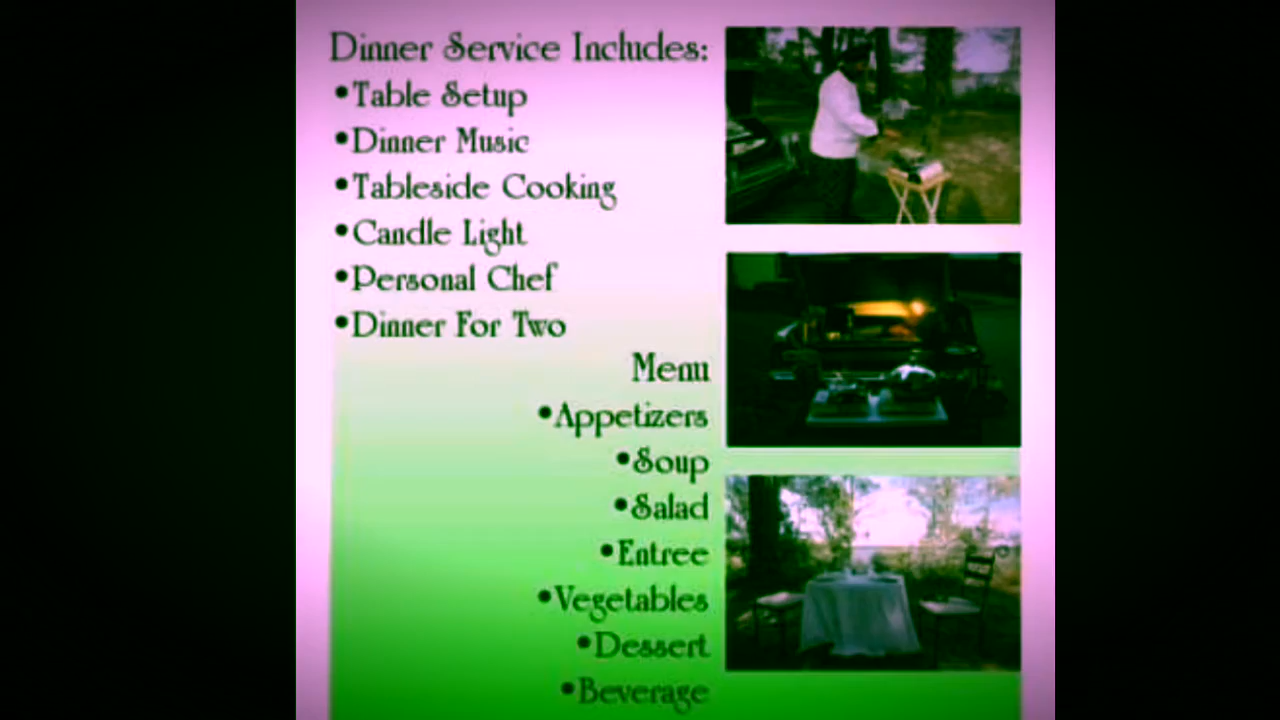 Dinner Service Includes:
•Table Setup
•Dinner Music
•Tableside Cooking
•Candle Light
•Personal Chef
•Dinner For Two
Menu
•Appetizers
•Soup
•Salad
•Entree
•Vegetables
•Dessert
•Beverage